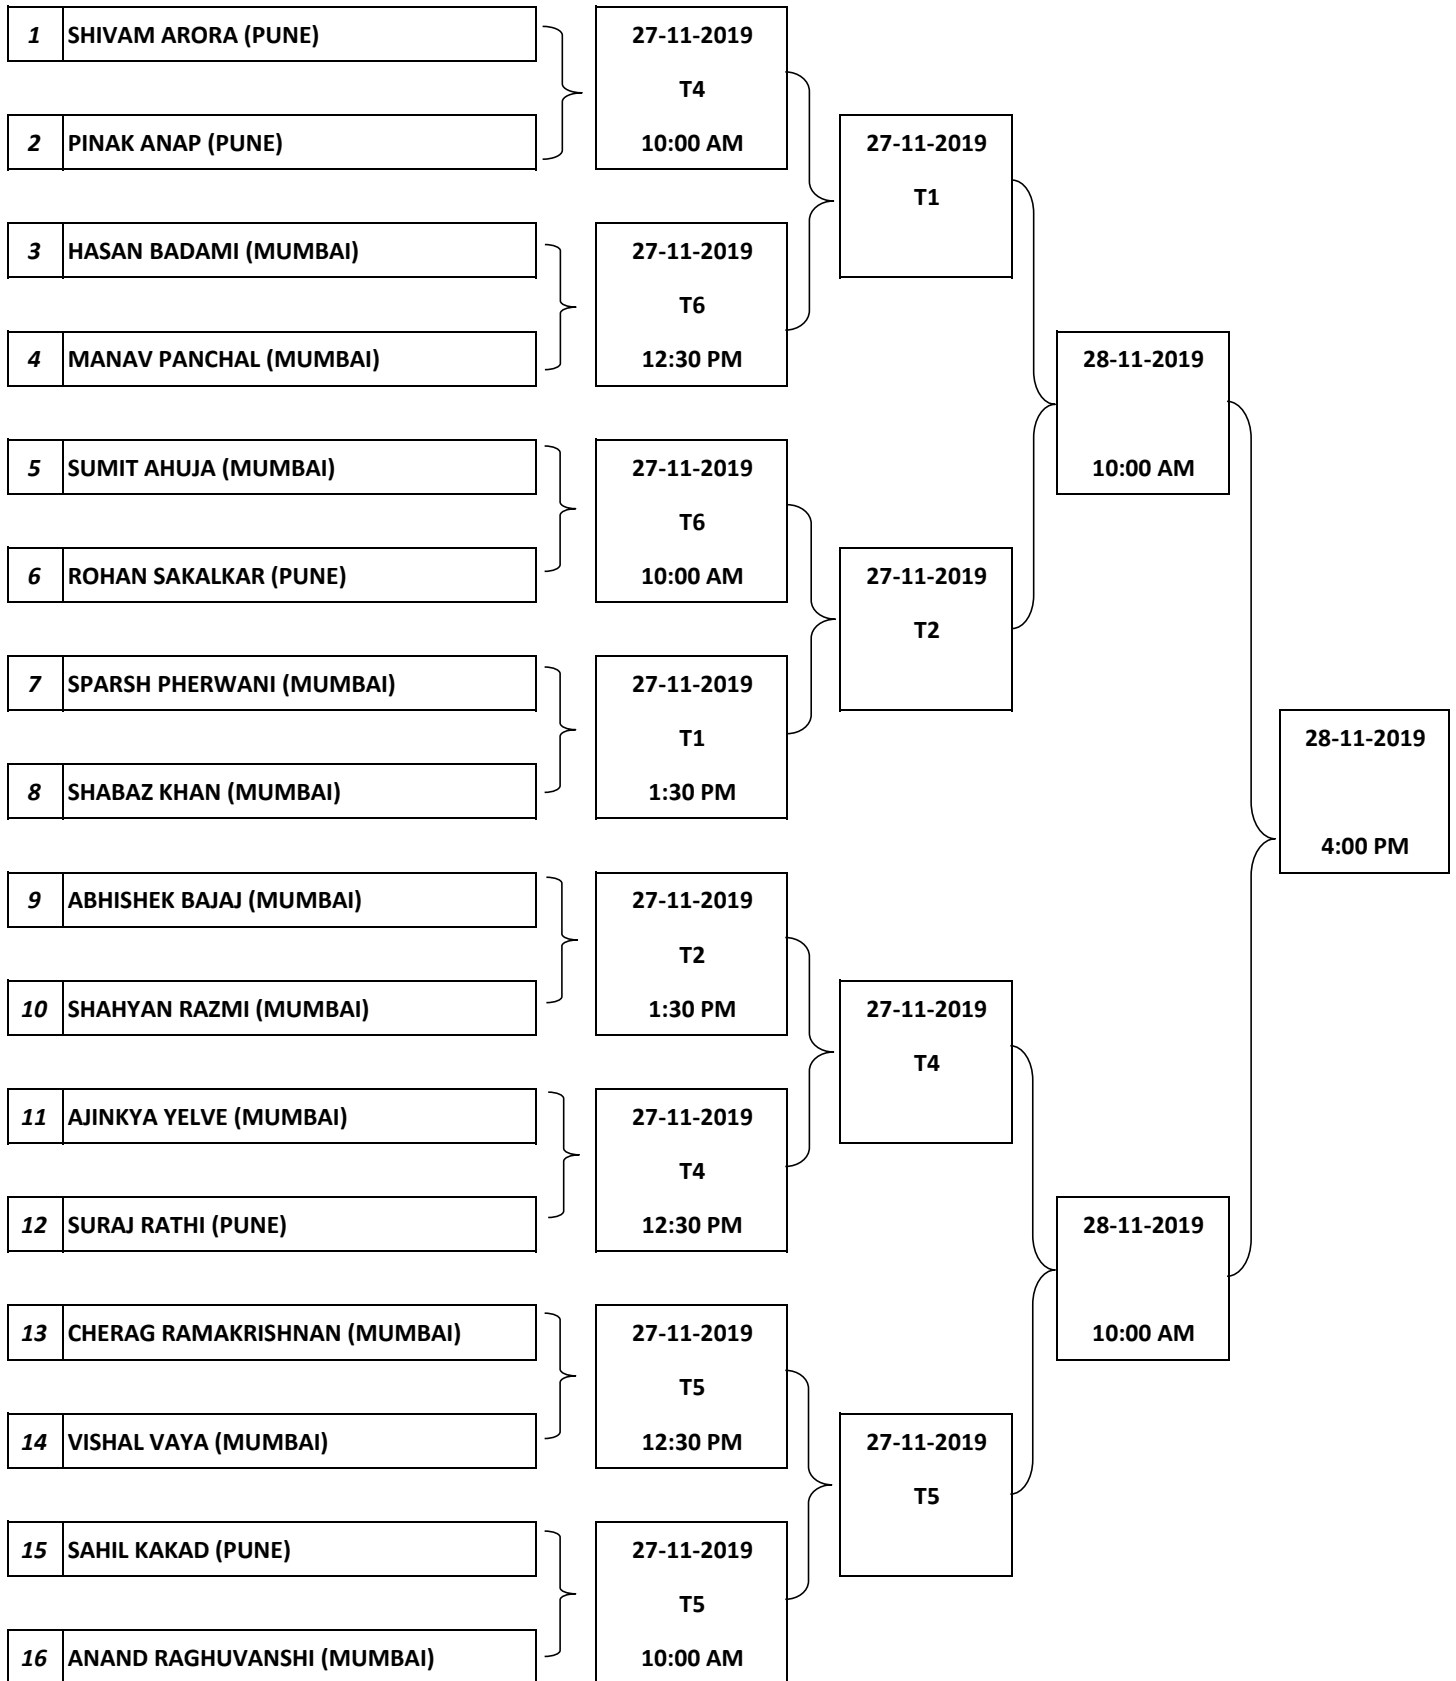 1 SHIVAM ARORA (PUNE)
27-11-2019
T4
2 PINAK ANAP (PUNE)
10:00 AM
27-11-2019
T1
3 HASAN BADAMI (MUMBAI)
27-11-2019
T6
4 MANAV PANCHAL (MUMBAI)
12:30 PM
28-11-2019
10:00 AM
5 SUMIT AHUJA (MUMBAI)
27-11-2019
T6
6 ROHAN SAKALKAR (PUNE)
10:00 AM
27-11-2019
T2
7 SPARSH PHERWANI (MUMBAI)
27-11-2019
T1
8 SHABAZ KHAN (MUMBAI)
1:30 PM
28-11-2019
4:00 PM
9 ABHISHEK BAJAJ (MUMBAI)
27-11-2019
T2
10 SHAHYAN RAZMI (MUMBAI)
1:30 PM
27-11-2019
T4
11 AJINKYA YELVE (MUMBAI)
27-11-2019
T4
12 SURAJ RATHI (PUNE)
12:30 PM
28-11-2019
10:00 AM
13 CHERAG RAMAKRISHNAN (MUMBAI)
27-11-2019
T5
14 VISHAL VAYA (MUMBAI)
12:30 PM
27-11-2019
T5
15 SAHIL KAKAD (PUNE)
27-11-2019
T5
16 ANAND RAGHUVANSHI (MUMBAI)
10:00 AM